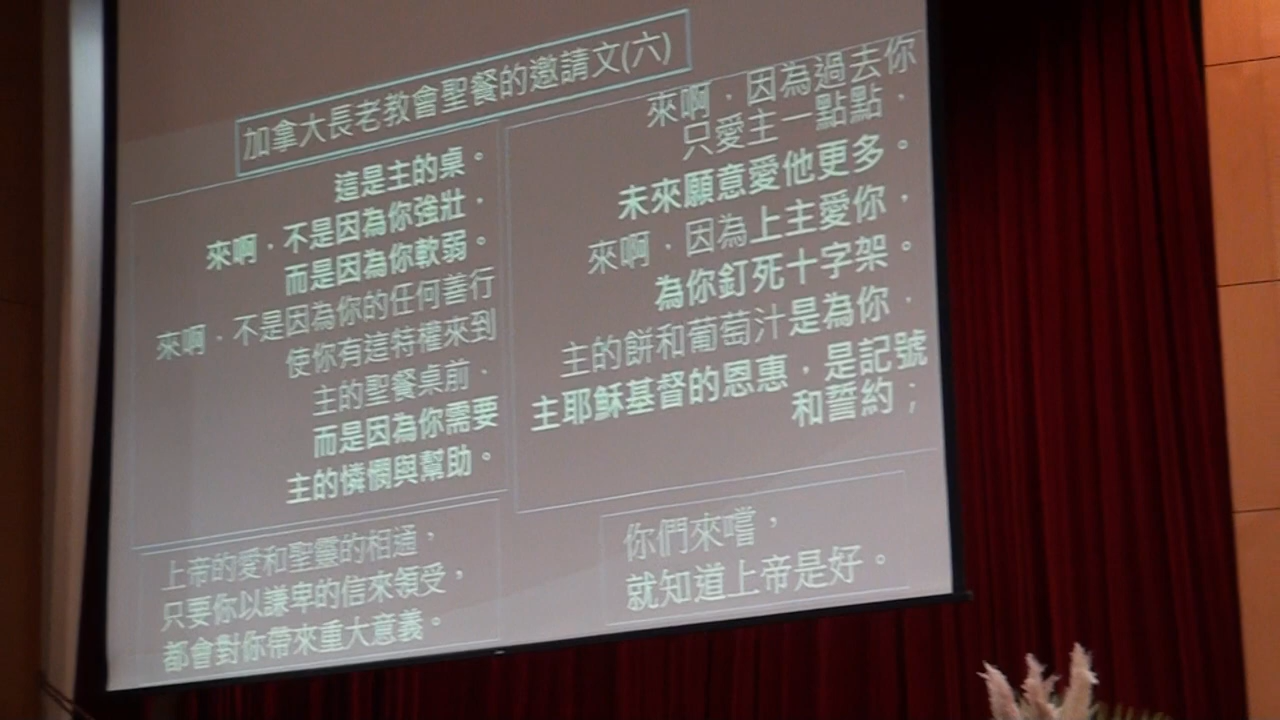 加拿大長老教會聖餐的邀請文(六)
這是主的桌。
來啊，不是因為你強壯，
而是因為你軟弱。
來啊，不是因為你的任何善行
使你有這特權來到
主的聖餐桌前，
而是因為你需要
主的憐憫與幫助。
來啊，因為過去你
只愛主一點點，
未來願意愛他更多。
來啊，因為上主愛你，
為你釘死十字架。
主的餅和葡萄汁是為你，
主耶穌基督的恩惠，是記號
和誓約；
上帝的愛和聖靈的相通，
只要你以謙卑的信來領受，
都會對你帶來重大意義。
你們來嚐，
就知道上帝是好。